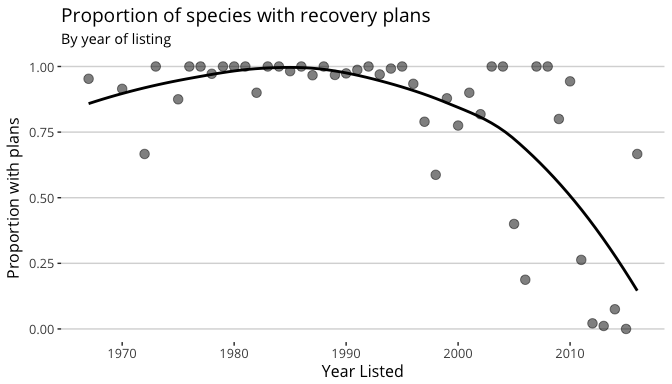 Proportion of species with recovery plans
By year of listing
Proportion with plans
1.00
0.75
0.50
0.25
0.00
1970 1980 1990 2000 2010
Year Listed